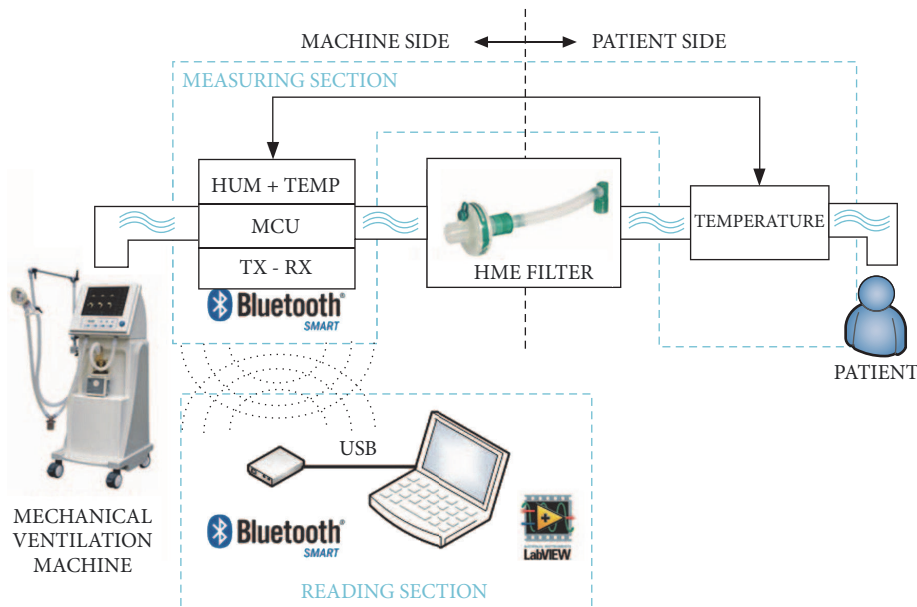 MACHINE SIDE
PATIENT SIDE
MEASURING SECTION
HUM + TEMP
MCU
TX - RX
Bluetooth®
SMART
HME FILTER
TEMPERATURE
PATIENT
MECHANICAL
VENTILATION
MACHINE
USB
Bluetooth®
SMART
LabVIEW
READING SECTION